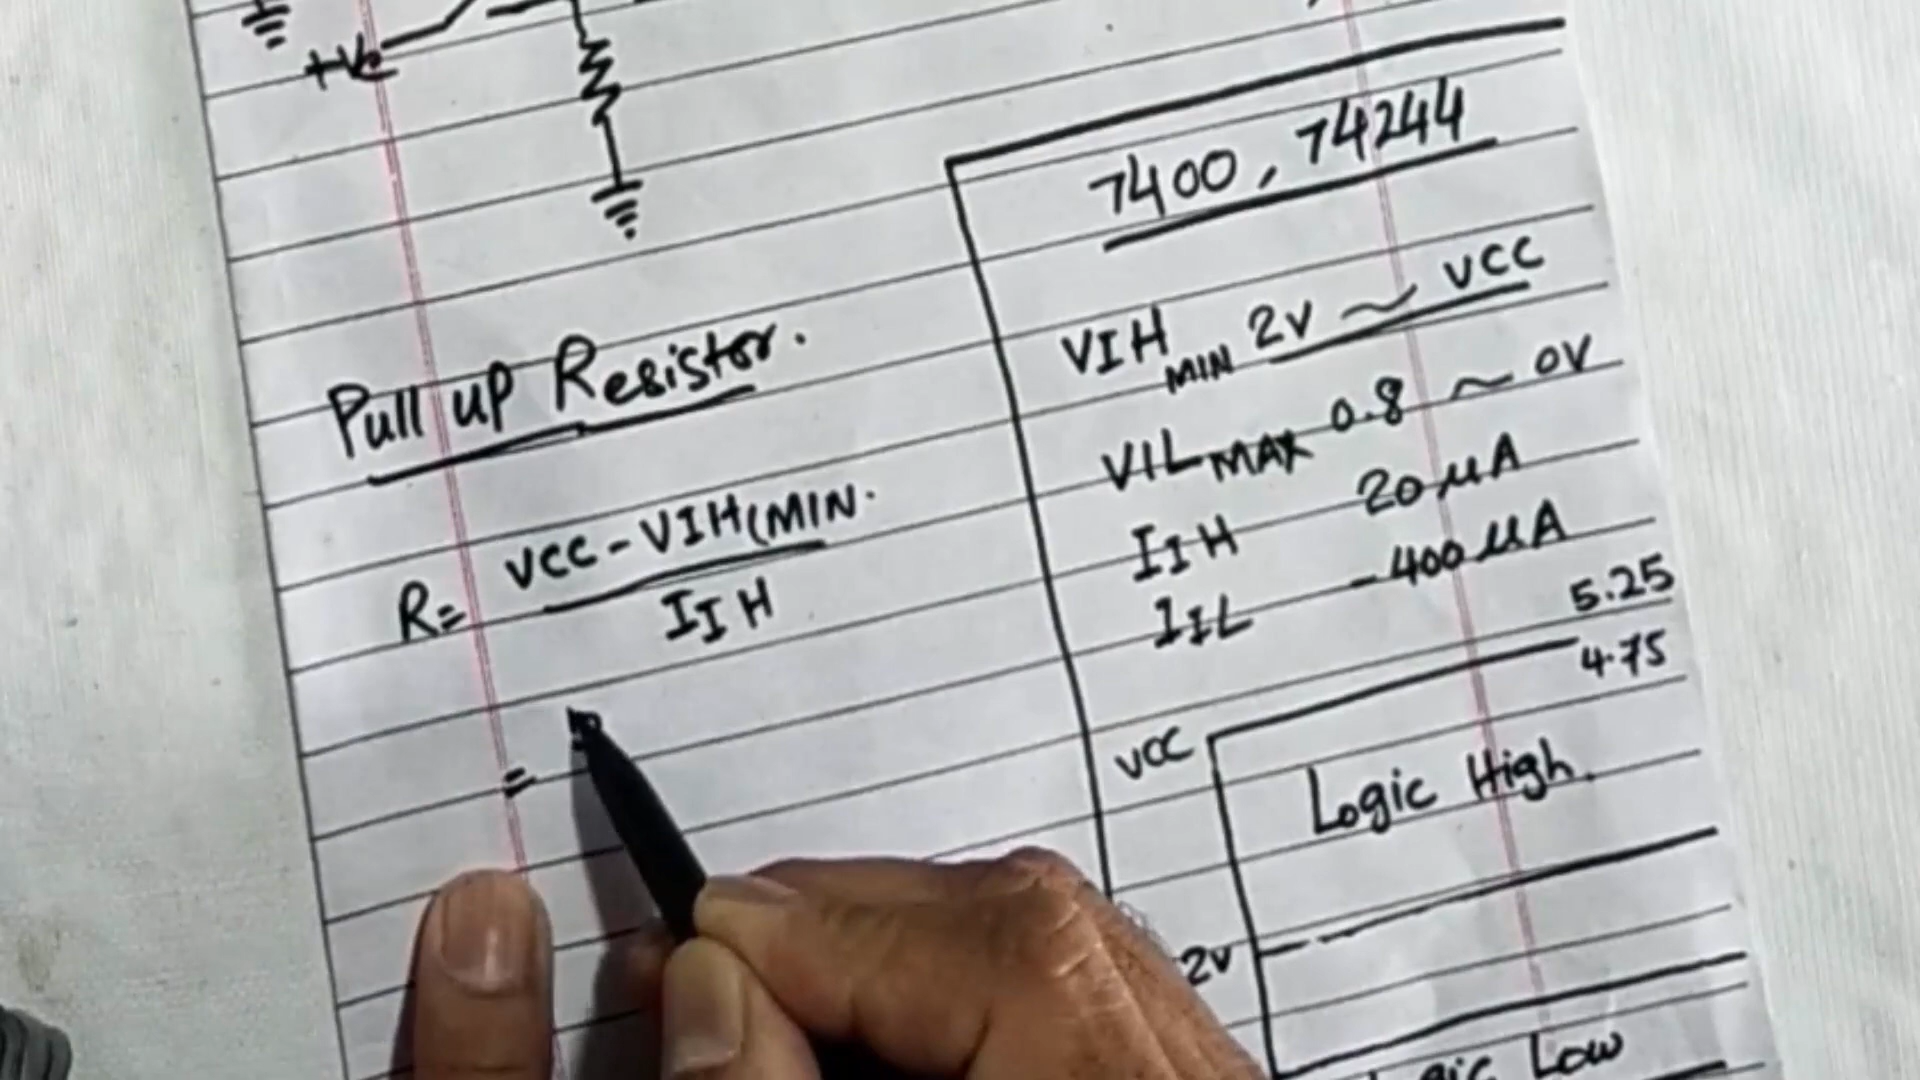 +Vc
7400, 74244
VIH MIN 2V ~ VCC
VIL MAX 0.8 ~ 0V
IIH 20 μA
IIL -400 μA
Pull up Resistor.
R= VCC-VIH(MIN.
IIH
=
5.25
4.75
VCC
Logic High.
2V
Low